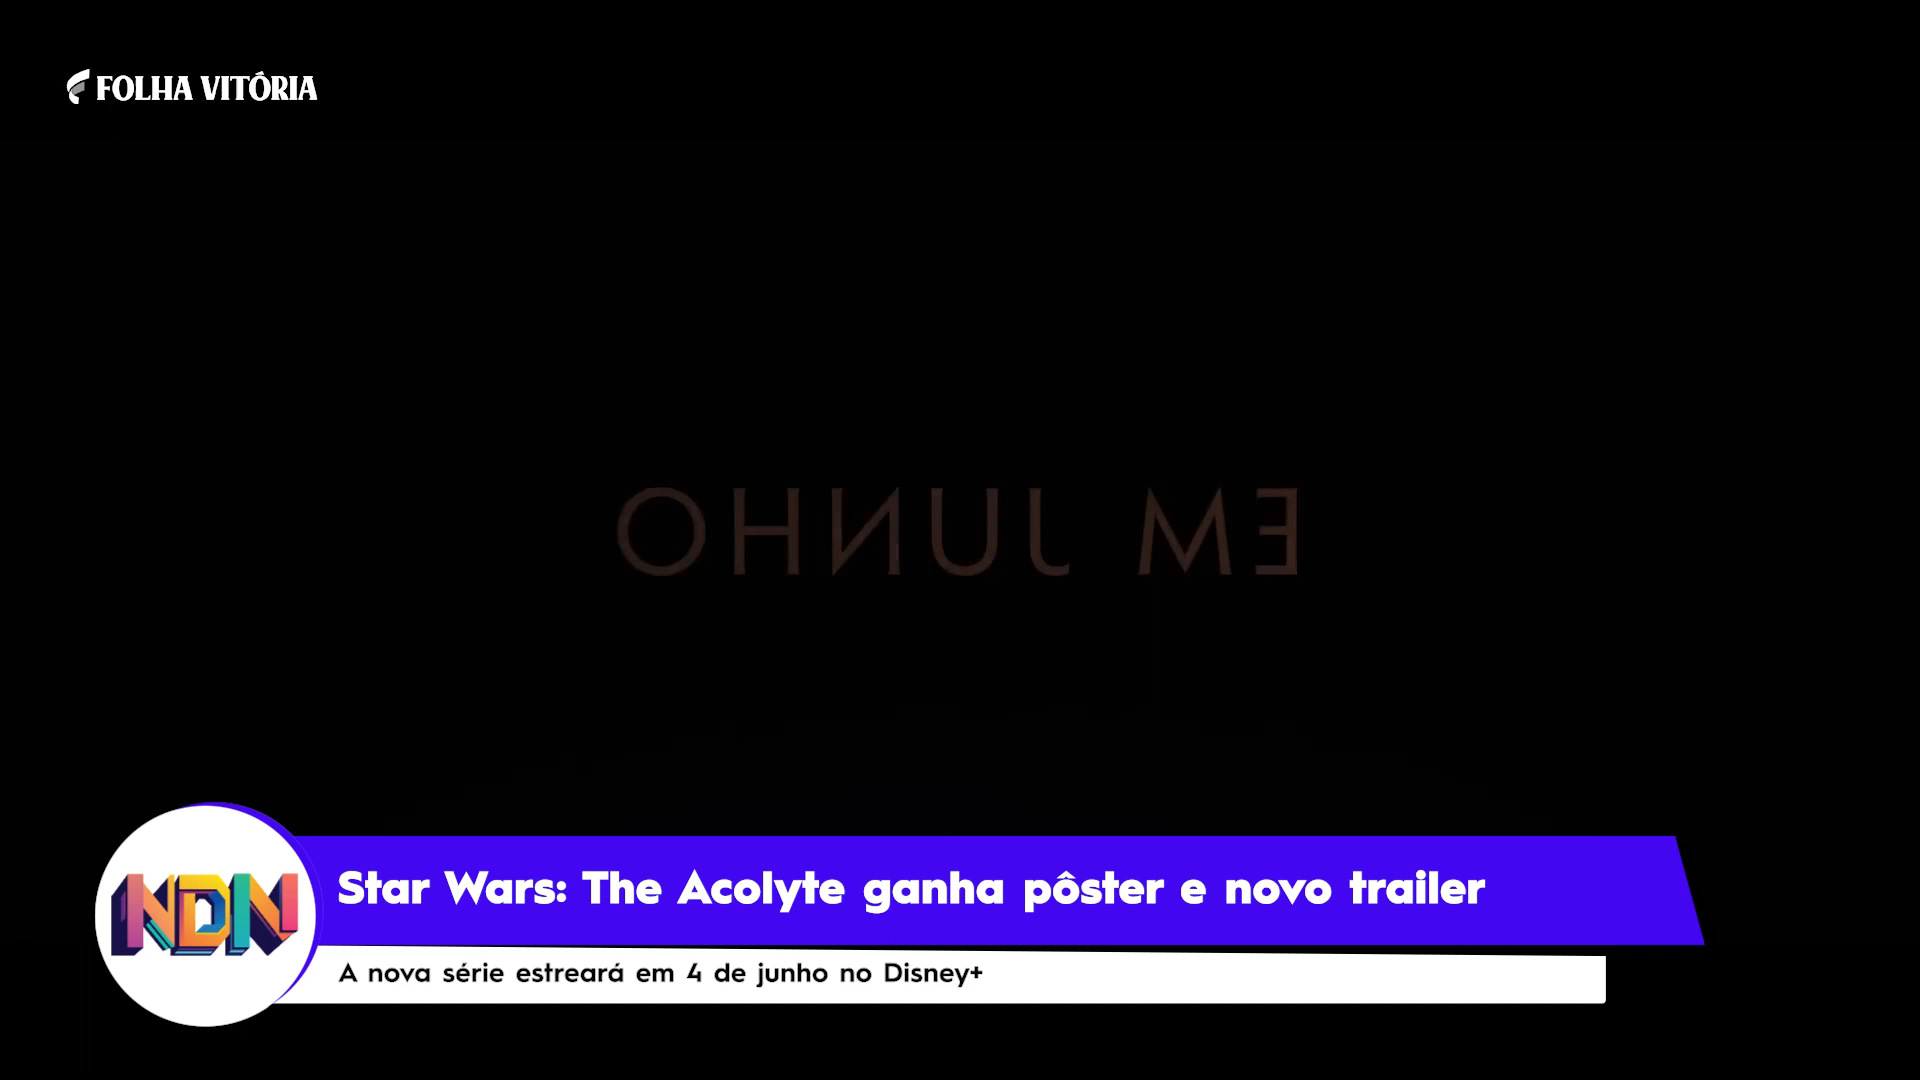 FOLHA VITÓRIA
EM JUNHO
NDN
Star Wars: The Acolyte ganha pôster e novo trailer
A nova série estreará em 4 de junho no Disney+